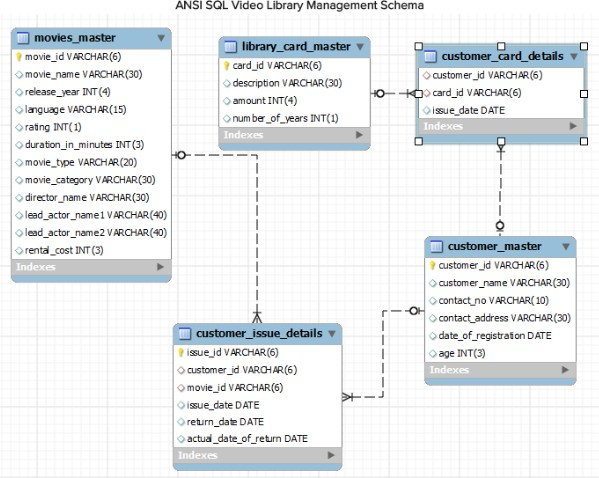 ANSI SQL Video Library Management Schema
movies_master
movie_id VARCHAR(6)
movie_name VARCHAR(30)
release_year INT(4)
language VARCHAR(15)
rating INT(1)
duration_in_minutes INT(3)
movie_type VARCHAR(20)
movie_category VARCHAR(30)
director_name VARCHAR(30)
lead_actor_name1 VARCHAR(40)
lead_actor_name2 VARCHAR(40)
rental_cost INT(3)
Indexes
library_card_master
card_id VARCHAR(6)
description VARCHAR(30)
amount INT(4)
number_of_years INT(1)
Indexes
customer_card_details
customer_id VARCHAR(6)
card_id VARCHAR(6)
issue_date DATE
Indexes
customer_master
customer_id VARCHAR(6)
customer_name VARCHAR(30)
contact_no VARCHAR(10)
contact_address VARCHAR(30)
date_of_registration DATE
age INT(3)
Indexes
customer_issue_details
issue_id VARCHAR(6)
customer_id VARCHAR(6)
movie_id VARCHAR(6)
issue_date DATE
return_date DATE
actual_date_of_return DATE
Indexes